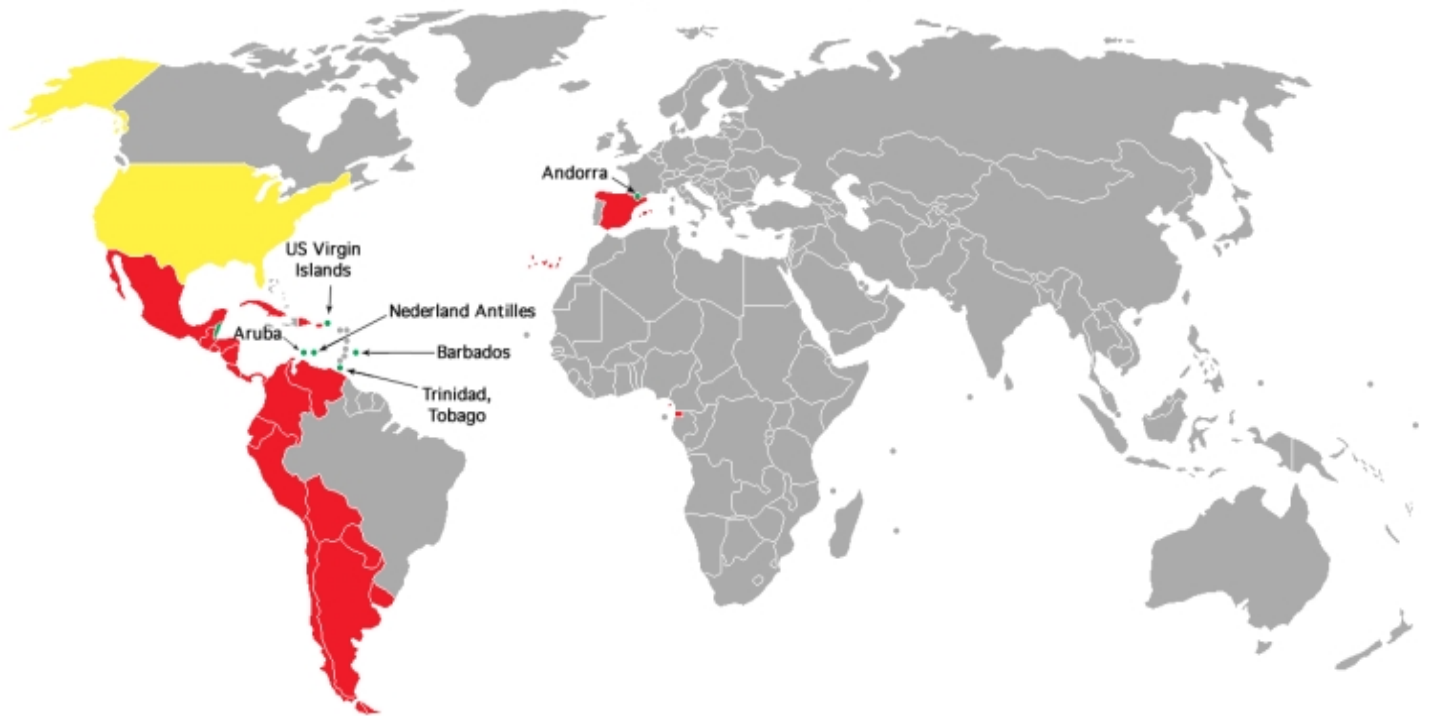 Andorra
US Virgin
Islands
Nederland Antilles
Aruba
Barbados
Trinidad,
Tobago